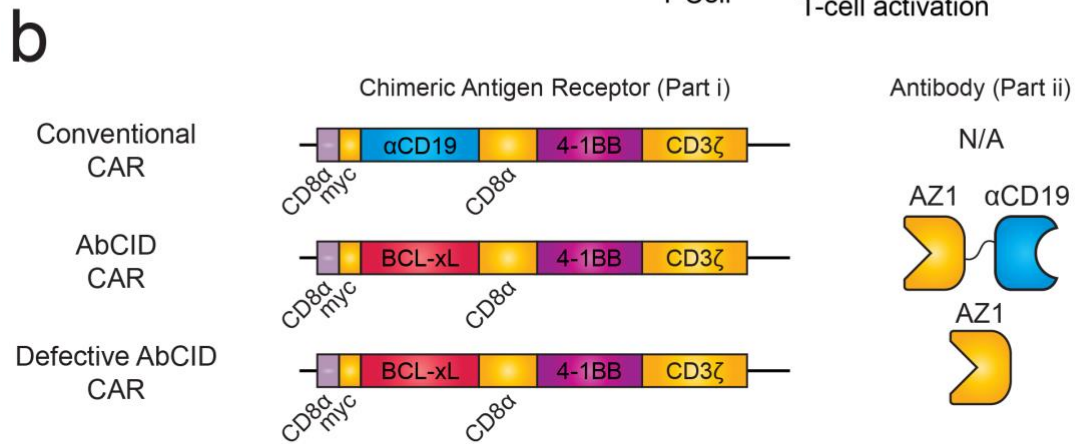 T-cell activation
b
Chimeric Antigen Receptor (Part i)
Antibody (Part ii)
Conventional
CAR
αCD19
4-1BB
CD3ζ
CD8α
myc
CD8α
N/A
AbCID
CAR
BCL-xL
4-1BB
CD3ζ
CD8α
myc
CD8α
AZ1
αCD19
Defective AbCID
CAR
BCL-xL
4-1BB
CD3ζ
CD8α
myc
CD8α
AZ1